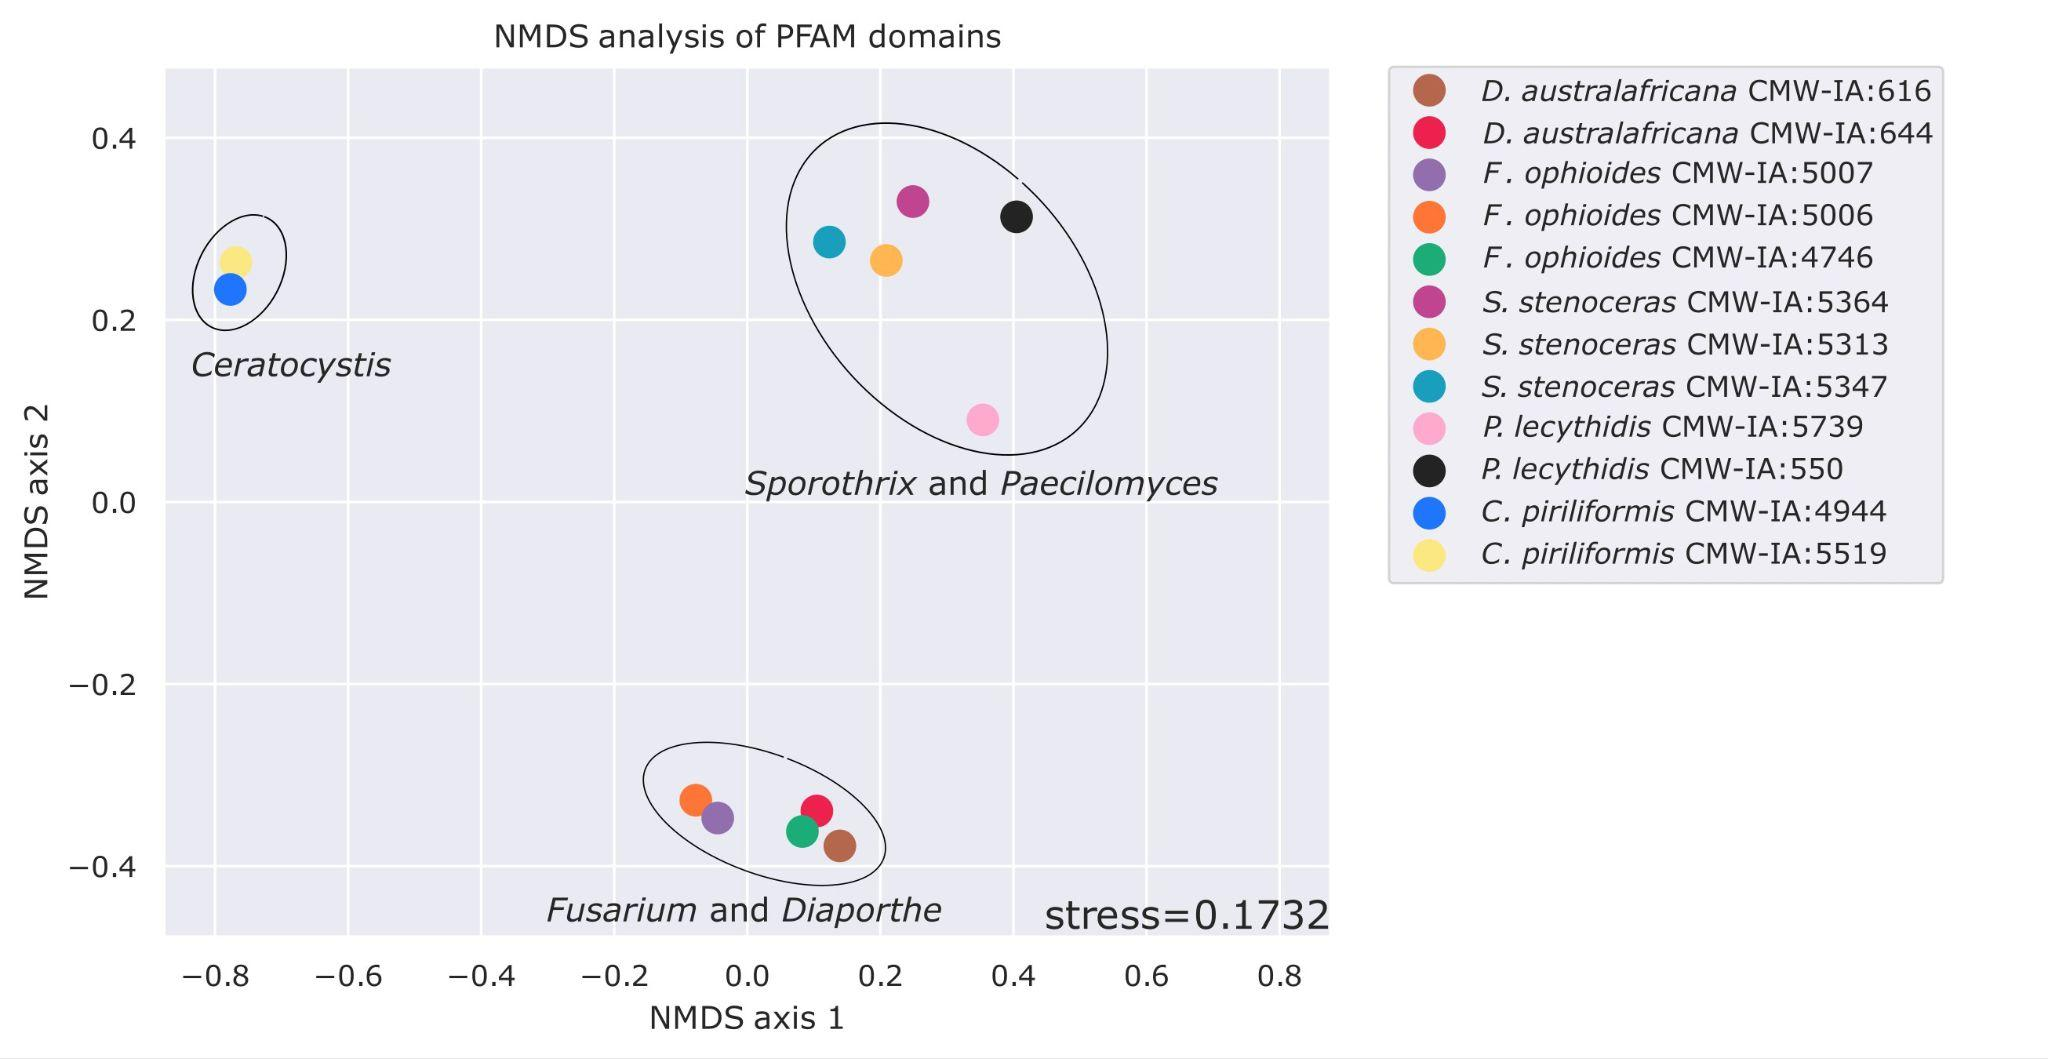 NMDS analysis of PFAM domains
NMDS axis 2
0.4
0.2
0.0
−0.2
−0.4
Ceratocystis
Sporothrix and Paecilomyces
Fusarium and Diaporthe
stress=0.1732
−0.8 −0.6 −0.4 −0.2 0.0 0.2 0.4 0.6 0.8
NMDS axis 1
D. australafricana CMW-IA:616
D. australafricana CMW-IA:644
F. ophioides CMW-IA:5007
F. ophioides CMW-IA:5006
F. ophioides CMW-IA:4746
S. stenoceras CMW-IA:5364
S. stenoceras CMW-IA:5313
S. stenoceras CMW-IA:5347
P. lecythidis CMW-IA:5739
P. lecythidis CMW-IA:550
C. piriliformis CMW-IA:4944
C. piriliformis CMW-IA:5519